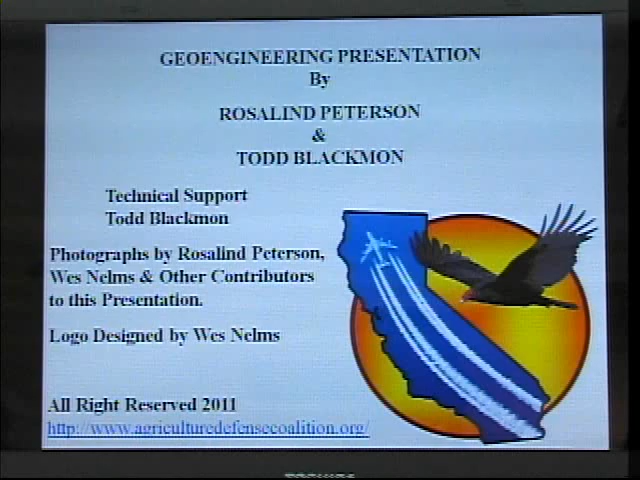 GEOENGINEERING PRESENTATION
By
ROSALIND PETERSON
&
TODD BLACKMON
Technical Support
Todd Blackmon
Photographs by Rosalind Peterson,
Wes Nelms & Other Contributors
to this Presentation.
Logo Designed by Wes Nelms
All Right Reserved 2011
http://www.agriculturedefensecoalition.org/
TOSHIBA